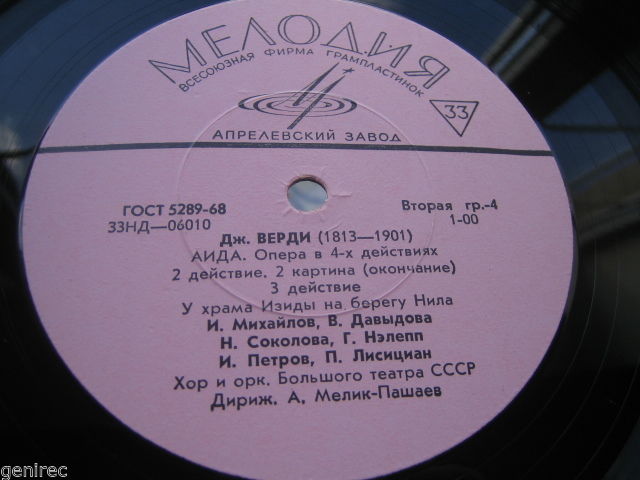 МЕЛОДИЯ
ВСЕСОЮЗНАЯ ФИРМА ГРАМПЛАСТИНОК
33
АПРЕЛЕВСКИЙ ЗАВОД
ГОСТ 5289-68
Вторая гр.-4
33НД—06010
1-00
Дж. ВЕРДИ (1813—1901)
АИДА. Опера в 4-х действиях
2 действие. 2 картина (окончание)
3 действие
У храма Изиды на берегу Нила
И. Михайлов, В. Давыдова
Н. Соколова, Г. Нэлепп
И. Петров, П. Лисициан
Хор и орк. Большого театра СССР
Дириж. А. Мелик-Пашаев
genirec